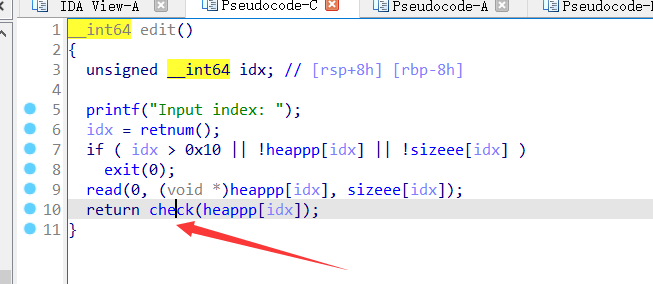 IDA View-A Pseudocode-C Pseudocode-A Pseudocode
1 __int64 edit()
2 {
3 unsigned __int64 idx; // [rsp+8h] [rbp-8h]
4
5 printf("Input index: ");
6 idx = retnum();
7 if ( idx > 0x10 || !heappp[idx] || !sizeee[idx] )
8 exit(0);
9 read(0, (void *)heappp[idx], sizeee[idx]);
10 return check(heappp[idx]);
11 }